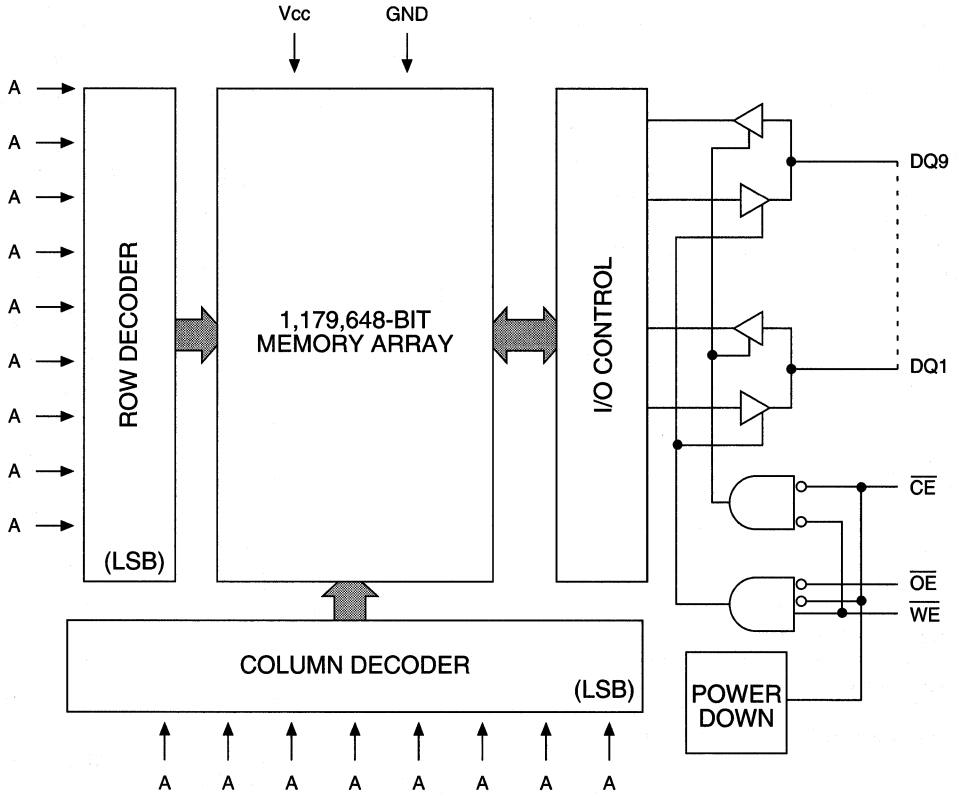 Vcc GND
A
A
A
A
A
A
A
A
A
ROW DECODER
(LSB)
1,179,648-BIT
MEMORY ARRAY
I/O CONTROL
DQ9
DQ1
CE
OE
WE
COLUMN DECODER
(LSB)
POWER
DOWN
A A A A A A A A